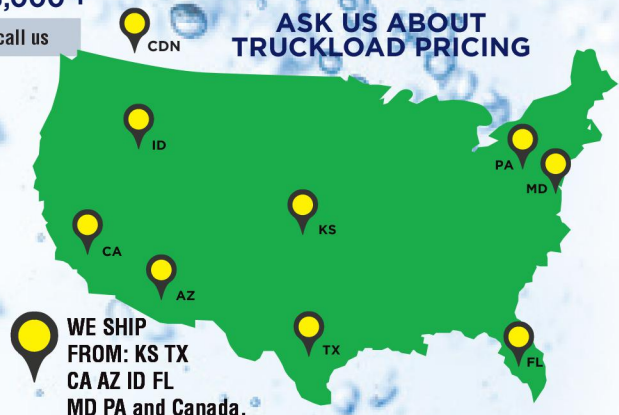 call us
CDN
ASK US ABOUT
TRUCKLOAD PRICING
ID
PA
MD
KS
CA
AZ
TX
FL
WE SHIP
FROM: KS TX
CA AZ ID FL
MD PA and Canada.